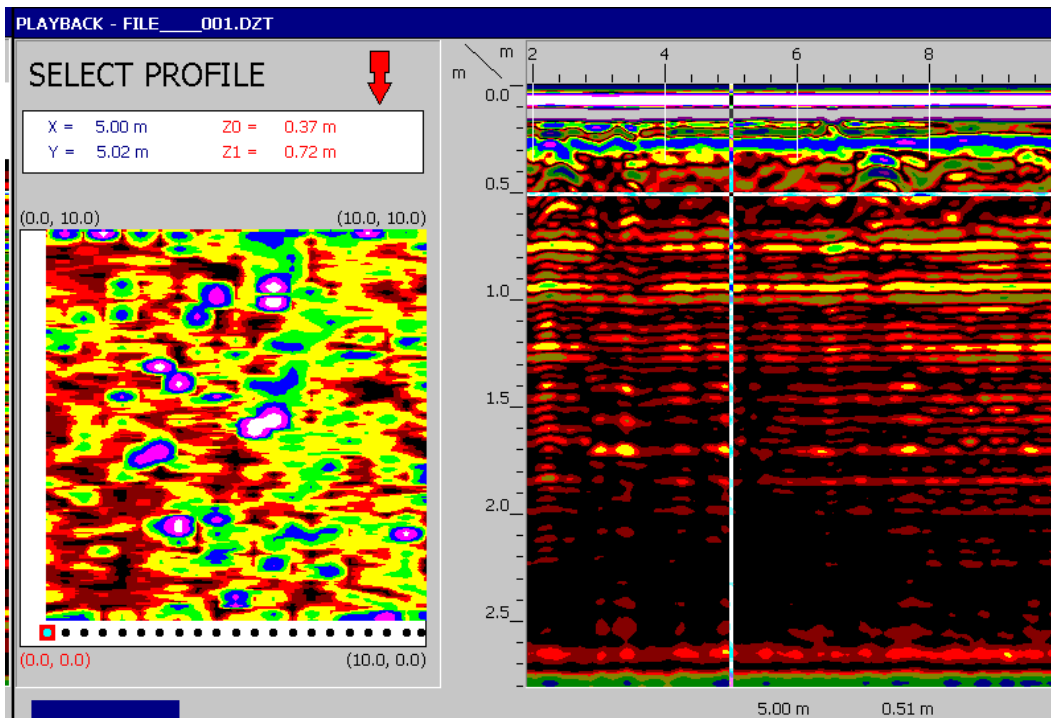 PLAYBACK - FILE____001.DZT
SELECT PROFILE
X = 5.00 m Z0 = 0.37 m
Y = 5.02 m Z1 = 0.72 m
(0.0, 10.0) (10.0, 10.0)
(0.0, 0.0) (10.0, 0.0)
m
m
2 4 6 8
0.0
0.5
1.0
1.5
2.0
2.5
5.00 m 0.51 m